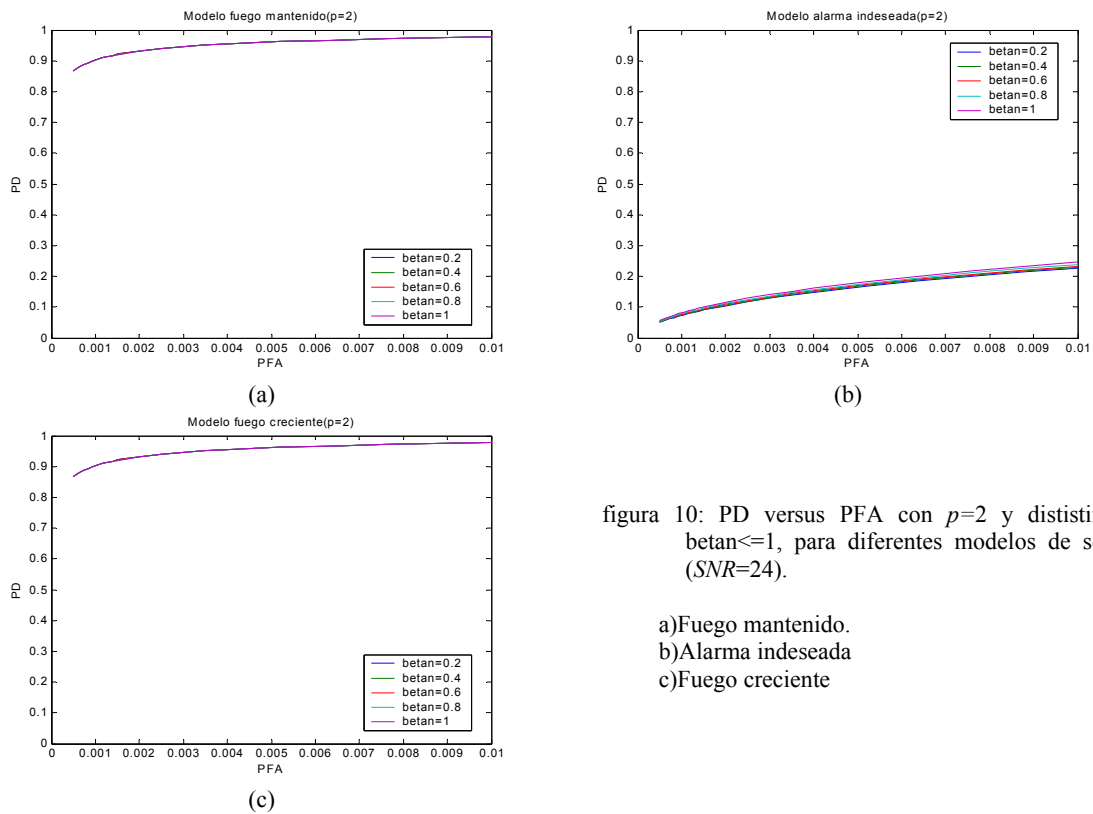 Modelo fuego mantenido(p=2)
1
0.9
0.8
0.7
0.6
0.5
0.4
0.3
0.2
0.1
0
PD
betan=0.2
betan=0.4
betan=0.6
betan=0.8
betan=1
0 0.001 0.002 0.003 0.004 0.005 0.006 0.007 0.008 0.009 0.01
PFA
(a)
Modelo alarma indeseada(p=2)
1
0.9
0.8
0.7
0.6
0.5
0.4
0.3
0.2
0.1
0
PD
betan=0.2
betan=0.4
betan=0.6
betan=0.8
betan=1
0 0.001 0.002 0.003 0.004 0.005 0.006 0.007 0.008 0.009 0.01
PFA
(b)
Modelo fuego creciente(p=2)
1
0.9
0.8
0.7
0.6
0.5
0.4
0.3
0.2
0.1
0
PD
betan=0.2
betan=0.4
betan=0.6
betan=0.8
betan=1
0 0.001 0.002 0.003 0.004 0.005 0.006 0.007 0.008 0.009 0.01
PFA
(c)
figura 10: PD versus PFA con p=2 y
betan<=1, para diferentes modelos de
(SNR=24).
a)Fuego mantenido.
b)Alarma indeseada
c)Fuego creciente